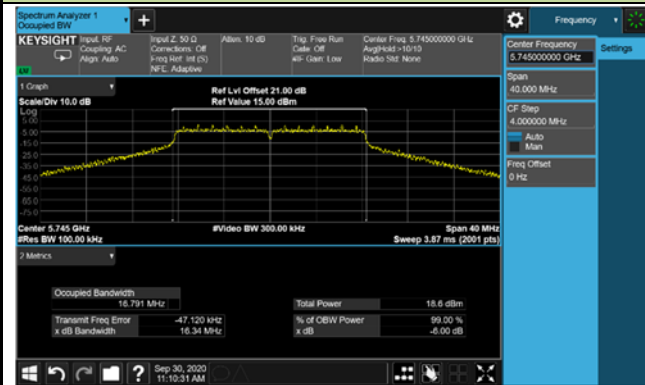 Spectrum Analyzer 1
Occupied BW
Frequency
KEYSIGHT
Input: RF
Coupling: AC
Align: Auto
Input Z: 50 Ω
Corrections: Off
Freq Ref: Int (S)
NFE: Adaptive
Atten: 10 dB
Trig: Free Run
Gate: Off
#IF Gain: Low
Center Freq: 5.745000000 GHz
Avg|Hold:>10/10
Radio Std: None
Center Frequency
5.745000000 GHz
Settings
Span
40.000 MHz
CF Step
4.000000 MHz
Auto
Man
Freq Offset
0 Hz
1 Graph
Scale/Div 10.0 dB
Ref Lvl Offset 21.00 dB
Ref Value 15.00 dBm
Log
5.00
-5.00
-15.0
-25.0
-35.0
-45.0
-55.0
-65.0
-75.0
Center 5.745 GHz
#Video BW 300.00 kHz
Span 40 MHz
#Res BW 100.00 kHz
Sweep 3.87 ms (2001 pts)
2 Metrics
Occupied Bandwidth
16.791 MHz
Total Power 18.6 dBm
Transmit Freq Error -47.120 kHz
% of OBW Power 99.00 %
x dB Bandwidth 16.34 MHz
x dB -6.00 dB
?
Sep 30, 2020
11:10:31 AM